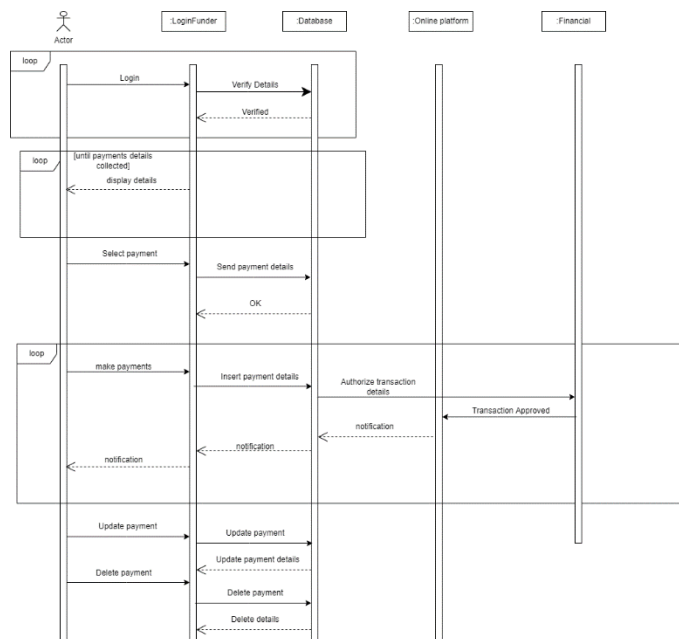 Actor
:LoginFunder
:Database
:Online platform
:Financial
loop
Login
Verify Details
Verified
loop
[until payments details
collected]
display details
Select payment
Send payment details
OK
loop
make payments
Insert payment details
Authorize transaction
details
Transaction Approved
notification
notification
notification
Update payment
Update payment
Update payment details
Delete payment
Delete payment
Delete details